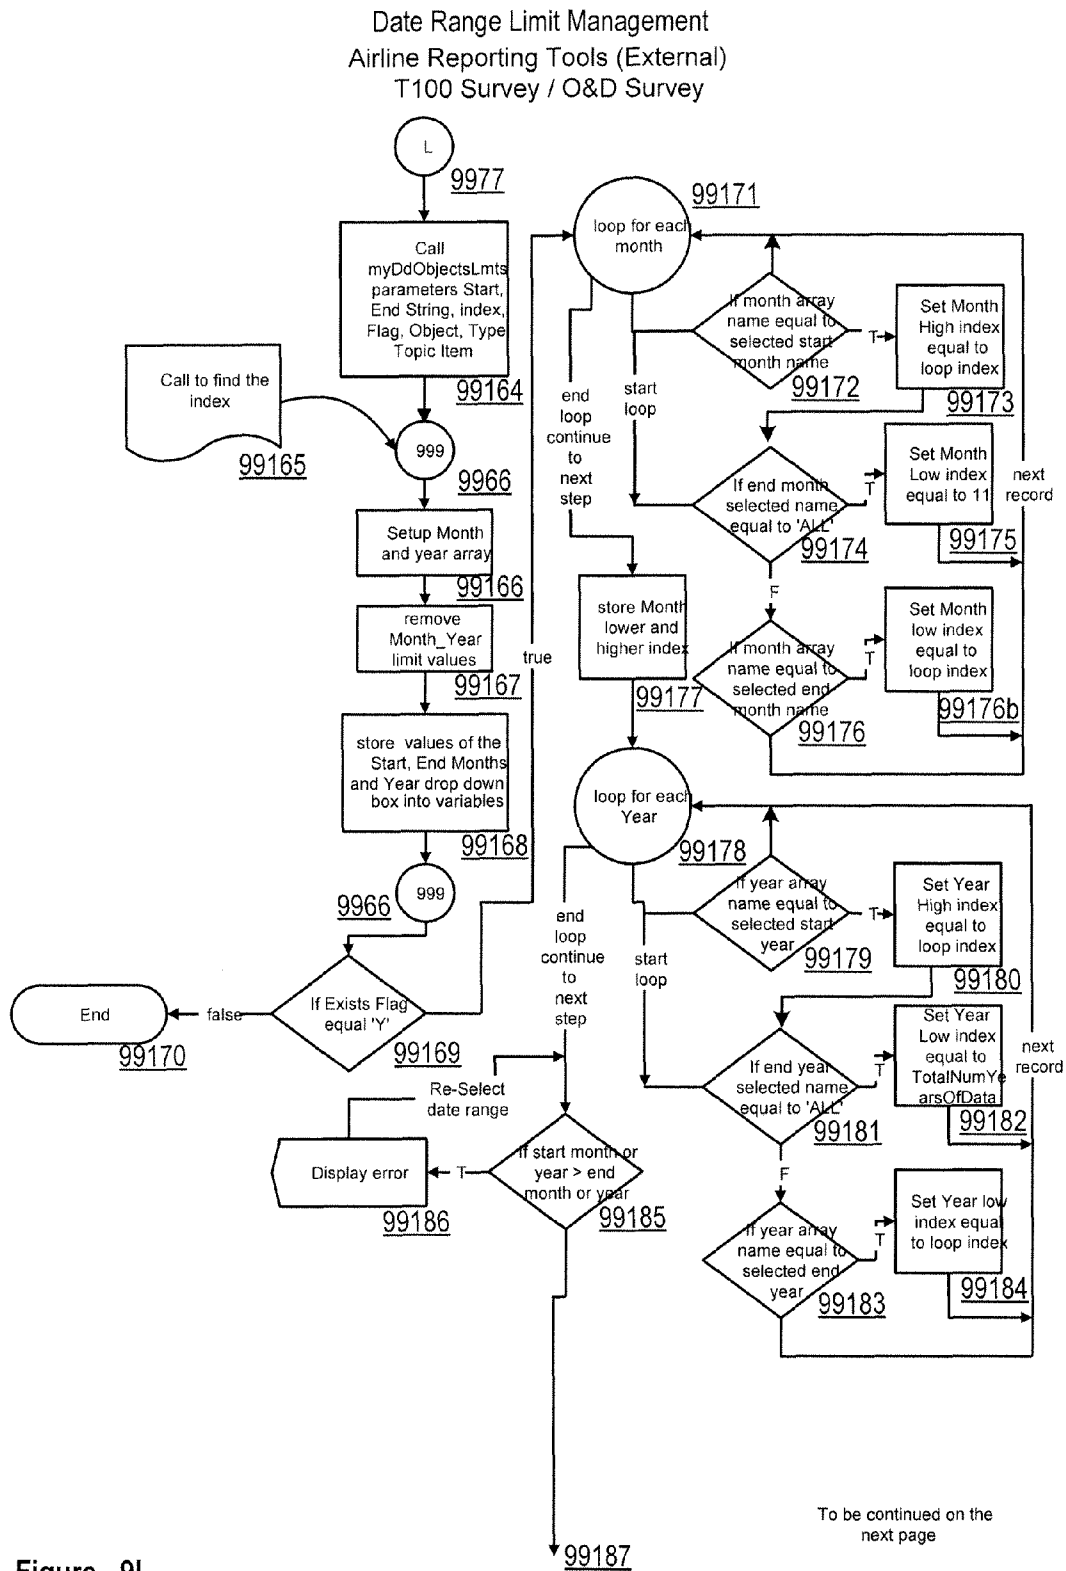 Date Range Limit Management
Airline Reporting Tools (External)
T100 Survey / O&D Survey
L
9977
Call
myDdObjectsLmts
parameters Start,
End String, index,
Flag, Object, Type
Topic Item
99164
Call to find the
index
99165
999
9966
Setup Month
and year array
99166
remove
Month_Year
limit values
99167
store values of the
Start, End Months
and Year drop down
box into variables
99168
999
9966
If Exists Flag
equal 'Y'
99169
false
End
99170
true
loop for each
month
99171
start
loop
end
loop
continue
to
next
step
If month array
name equal to
selected start
month name
99172
T
Set Month
High index
equal to
loop index
99173
If end month
selected name
equal to 'ALL'
99174
T
Set Month
Low index
equal to 11
99175
next
record
F
If month array
name equal to
selected end
month name
99176
T
Set Month
low index
equal to
loop index
99176b
store Month
lower and
higher index
99177
loop for each
Year
99178
start
loop
end
loop
continue
to
next
step
If year array
name equal to
selected start
year
99179
T
Set Year
High index
equal to
loop index
99180
If end year
selected name
equal to 'ALL'
99181
T
Set Year
Low index
equal to
TotalNumYe
arsOfData
99182
next
record
F
If year array
name equal to
selected end
year
99183
T
Set Year low
index equal
to loop index
99184
If start month or
year > end
month or year
99185
T
Display error
99186
Re-Select
date range
99187
To be continued on the
next page